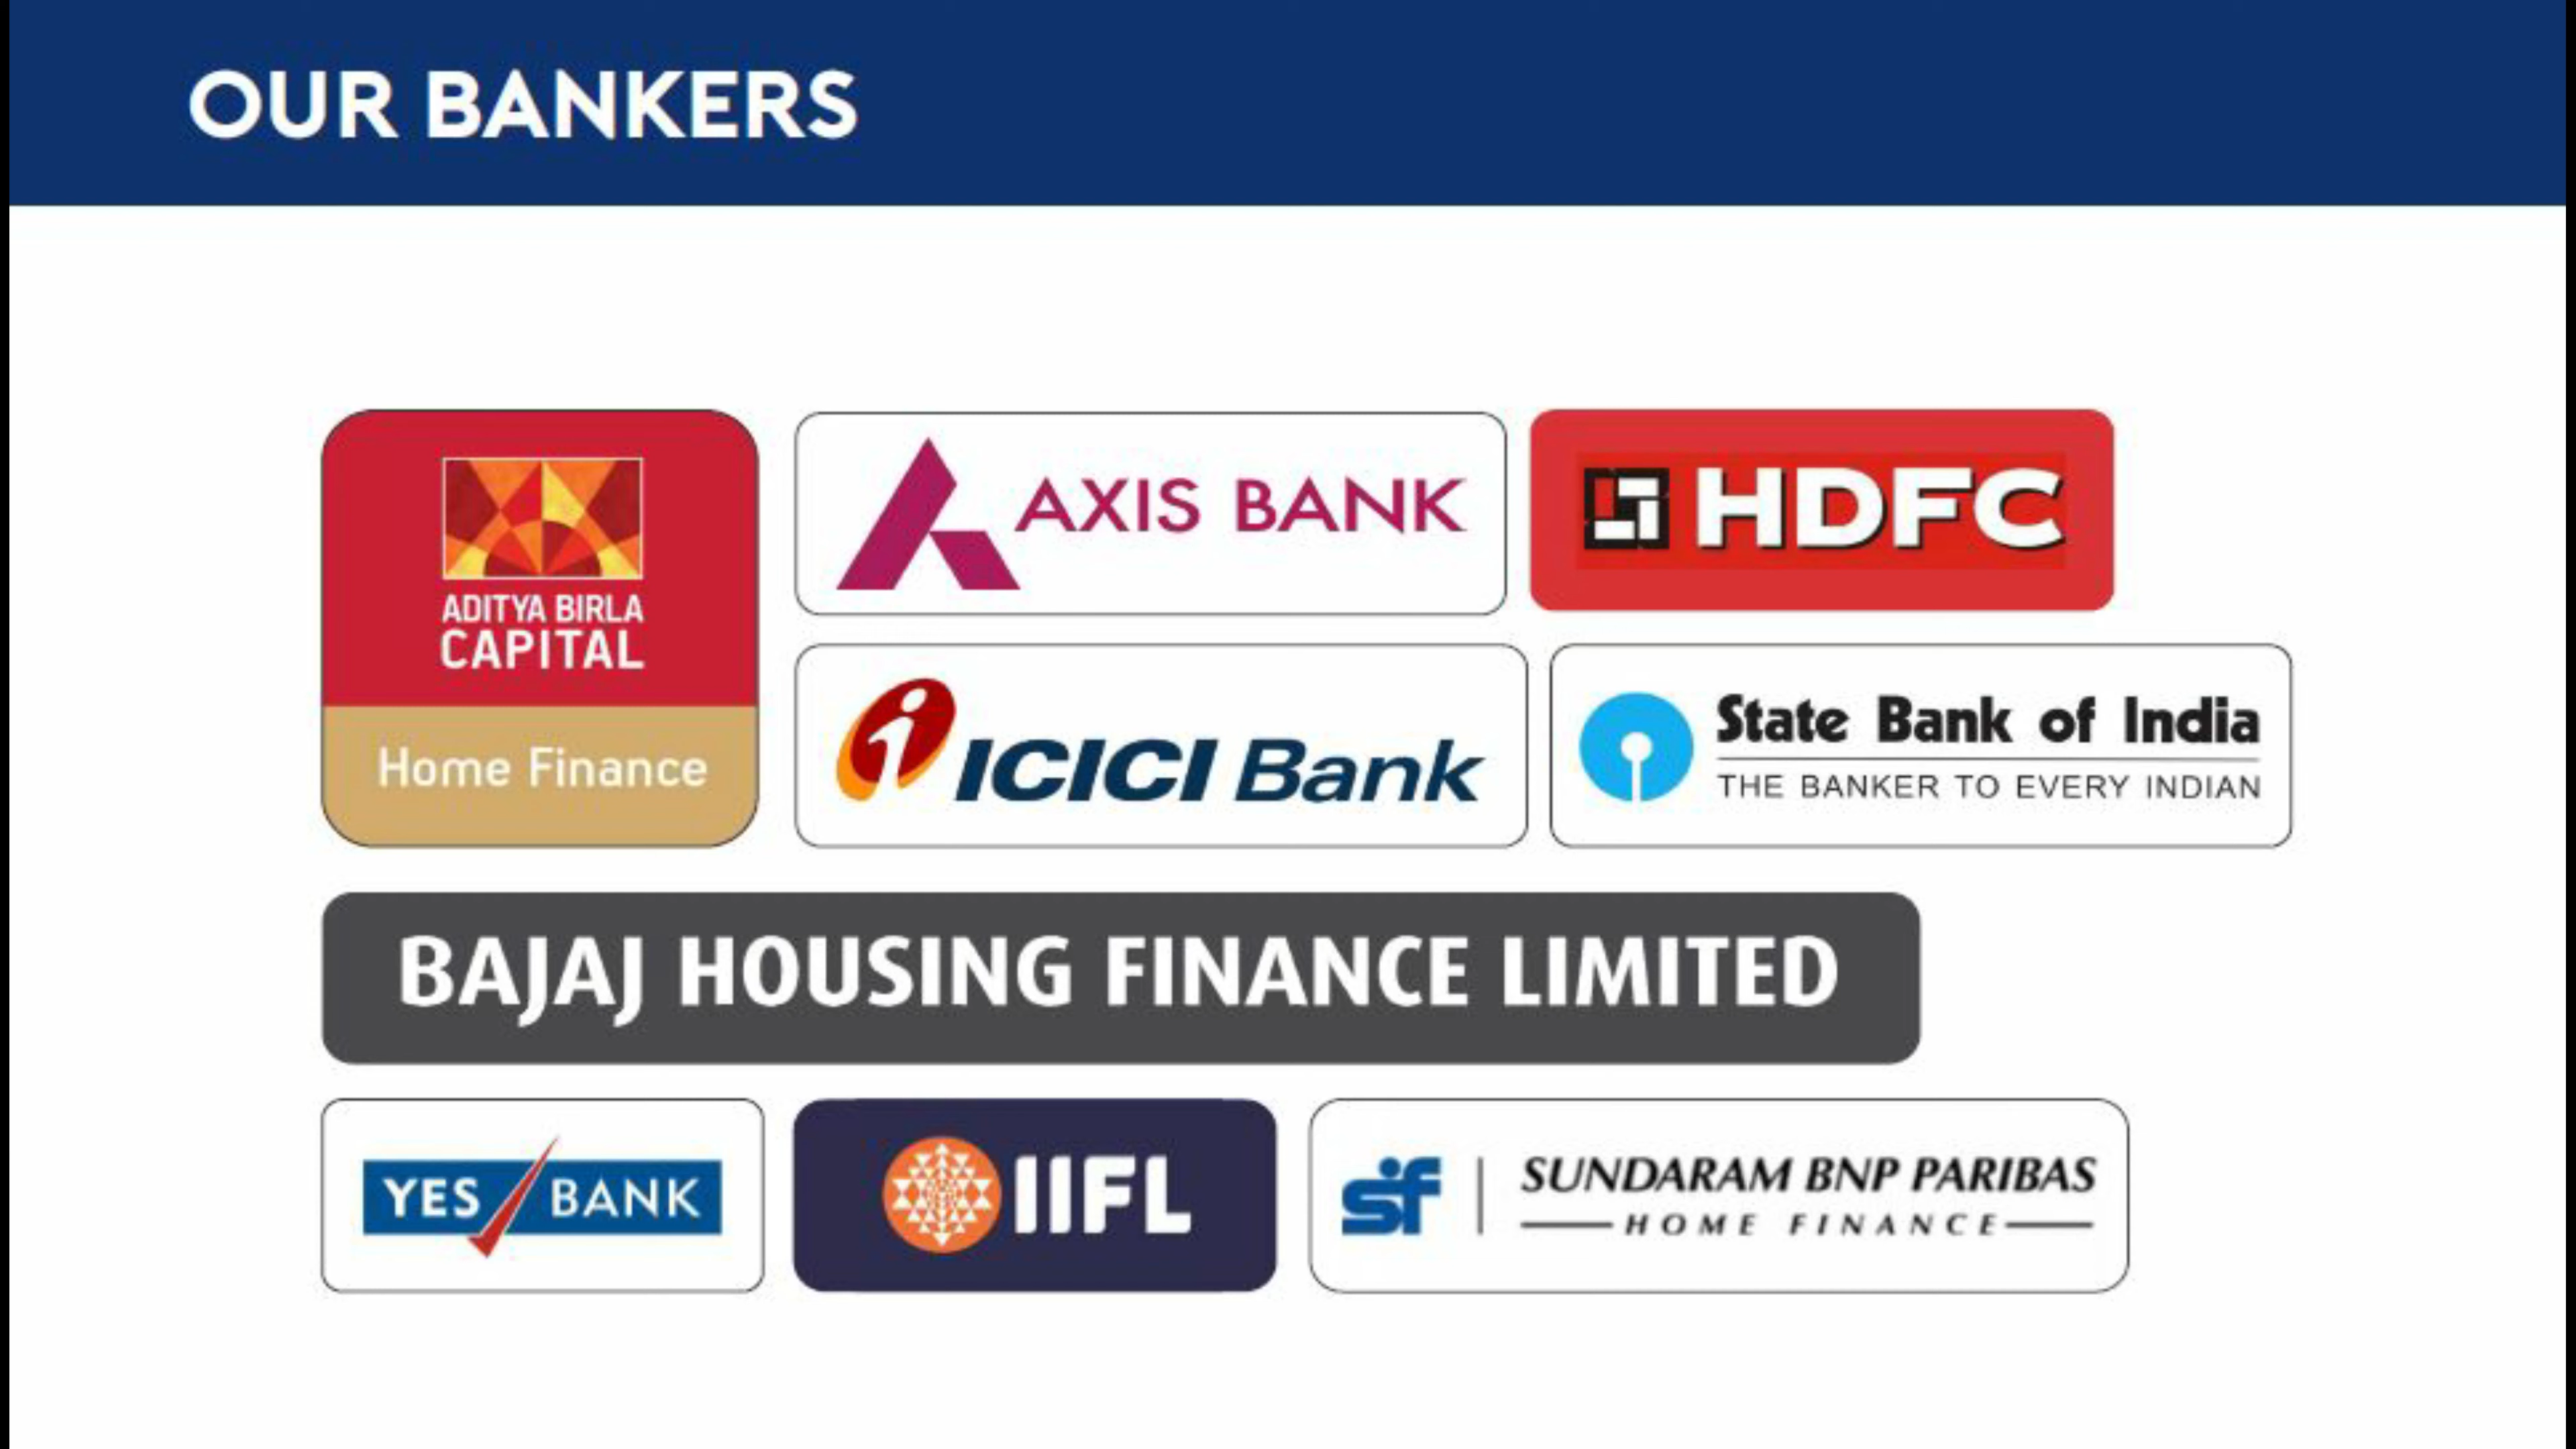 OUR BANKERS
ADITYA BIRLA
CAPITAL
Home Finance
AXIS BANK
HDFC
ICICI Bank
State Bank of India
THE BANKER TO EVERY INDIAN
BAJAJ HOUSING FINANCE LIMITED
YES BANK
IIFL
sf
SUNDARAM BNP PARIBAS
HOME FINANCE